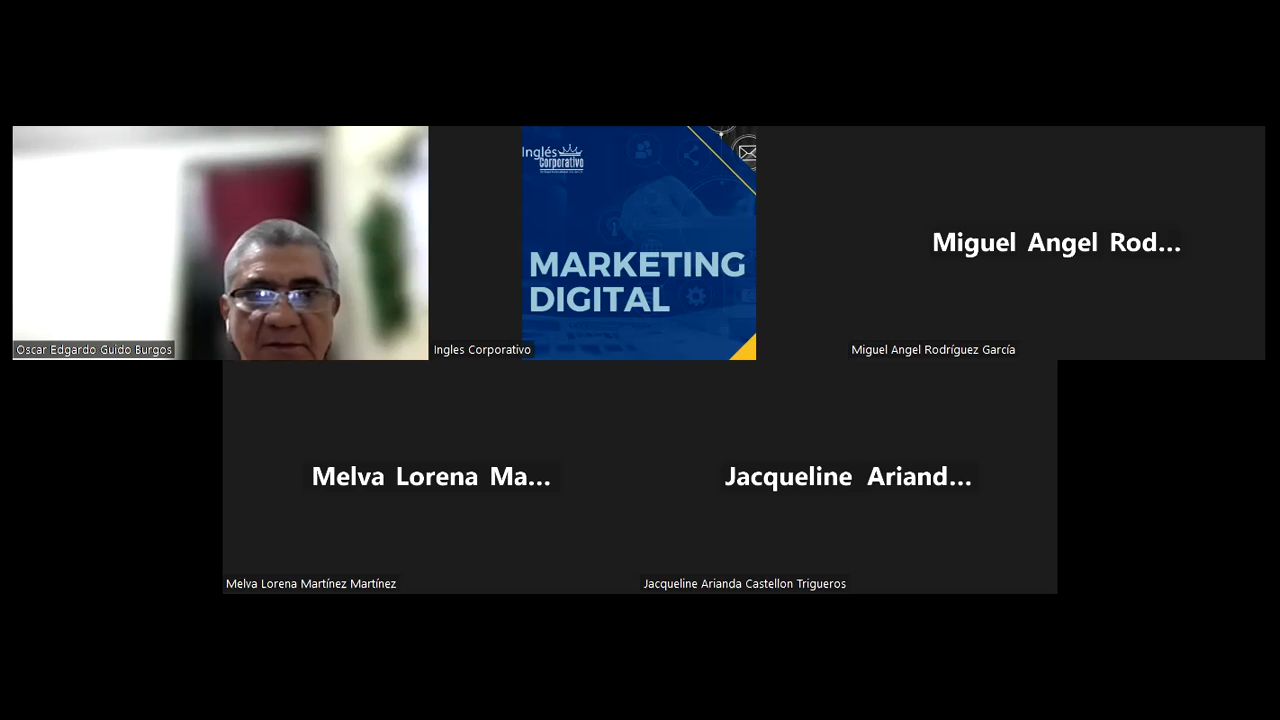 Inglés
Corporativo
MARKETING
DIGITAL
Miguel Angel Rod...
Oscar Edgardo Guido Burgos
Ingles Corporativo
Miguel Angel Rodríguez García
Melva Lorena Ma...
Jacqueline Ariand...
Melva Lorena Martínez Martínez
Jacqueline Arianda Castellon Trigueros